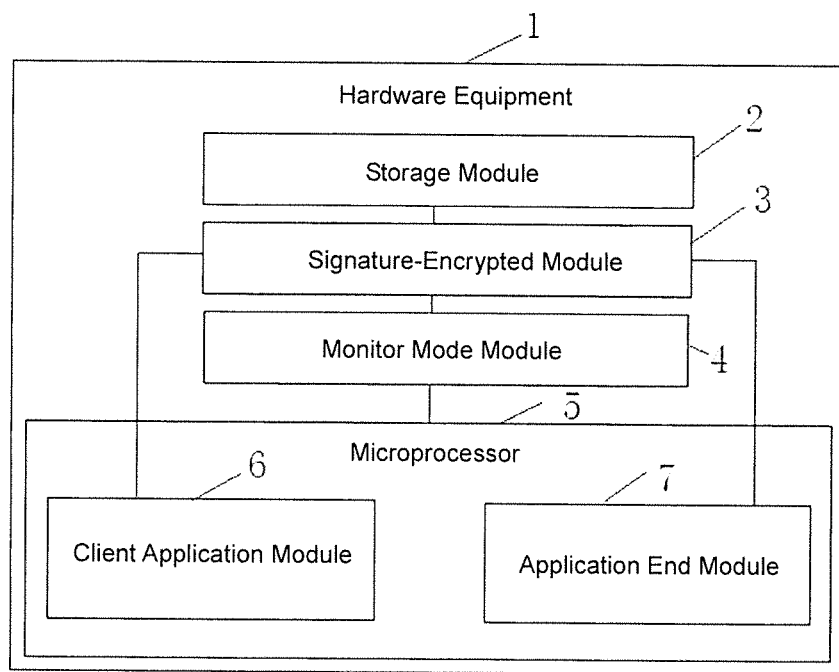 1
Hardware Equipment
2
Storage Module
3
Signature-Encrypted Module
Monitor Mode Module
4
5
Microprocessor
6
7
Client Application Module
Application End Module